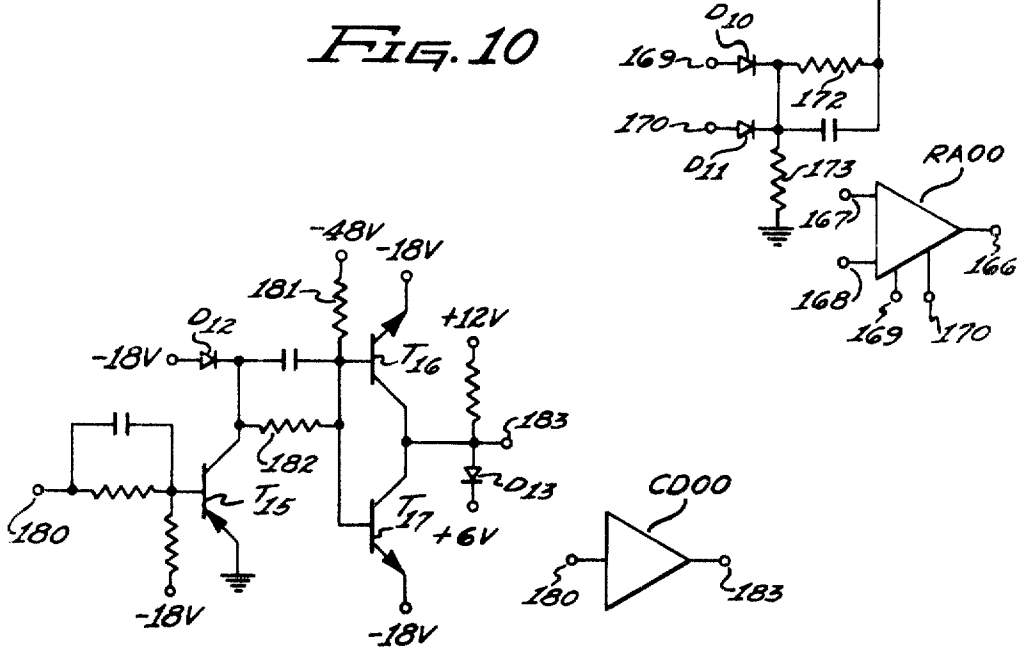 FIG. 10
D10
169
172
170
D11
173
RA00
167
168
166
169
170
-48V
-18V
181
+12V
D12
-18V
T16
183
182
T15
T17
D13
180
+6V
CD00
-18V
-18V
180
183